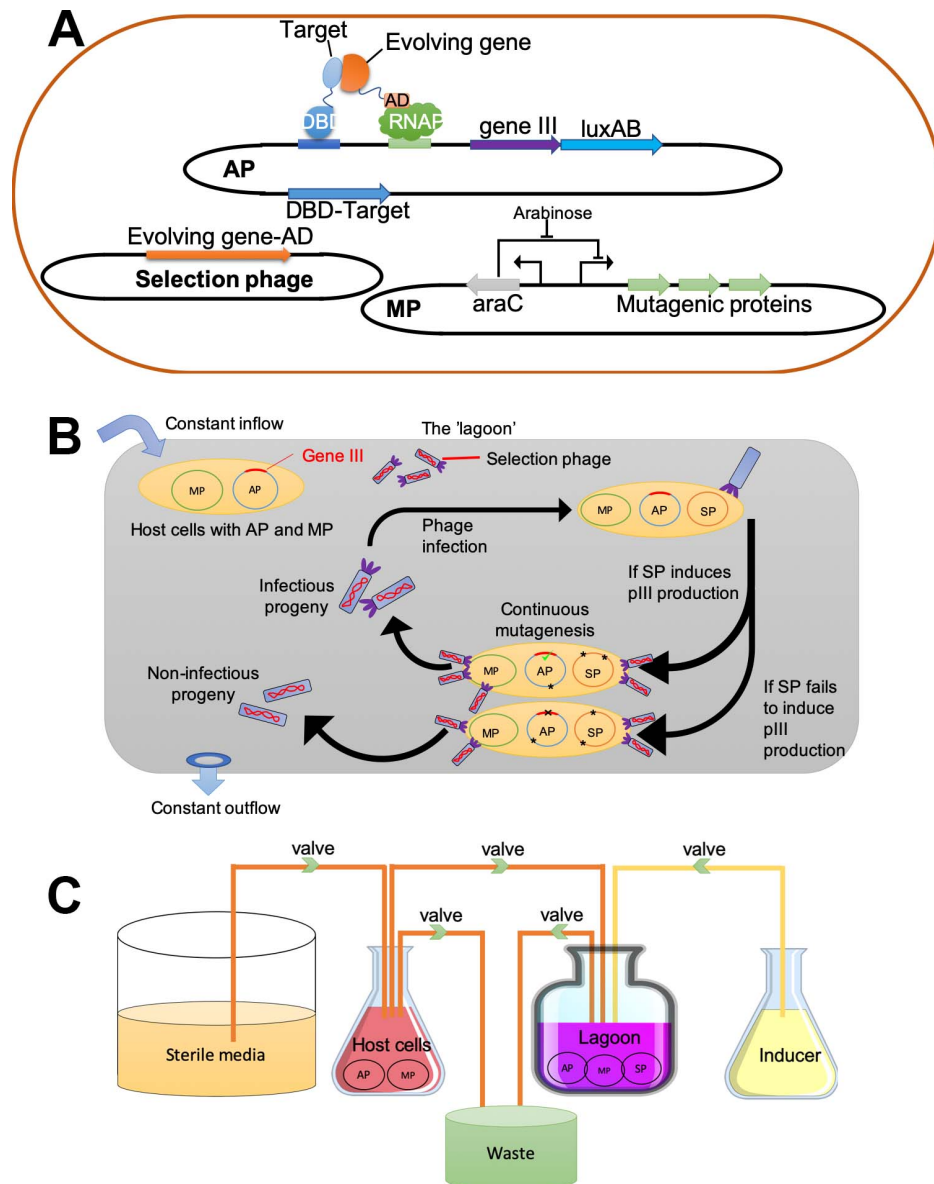 A
Target
Evolving gene
AD
DBD
RNAP
gene III
luxAB
AP
DBD-Target
Evolving gene-AD
Selection phage
Arabinose
MP
araC
Mutagenic proteins
B
Constant inflow
The 'lagoon'
Gene III
Selection phage
MP
AP
Host cells with AP and MP
MP
AP
SP
Phage
infection
If SP induces
pIII production
Infectious
progeny
Continuous
mutagenesis
MP
AP
SP
Non-infectious
progeny
MP
AP
SP
If SP fails
to induce
pIII
production
Constant outflow
C
valve
valve
valve
valve
valve
Sterile media
Host cells
AP
MP
Lagoon
AP
MP
SP
Inducer
Waste